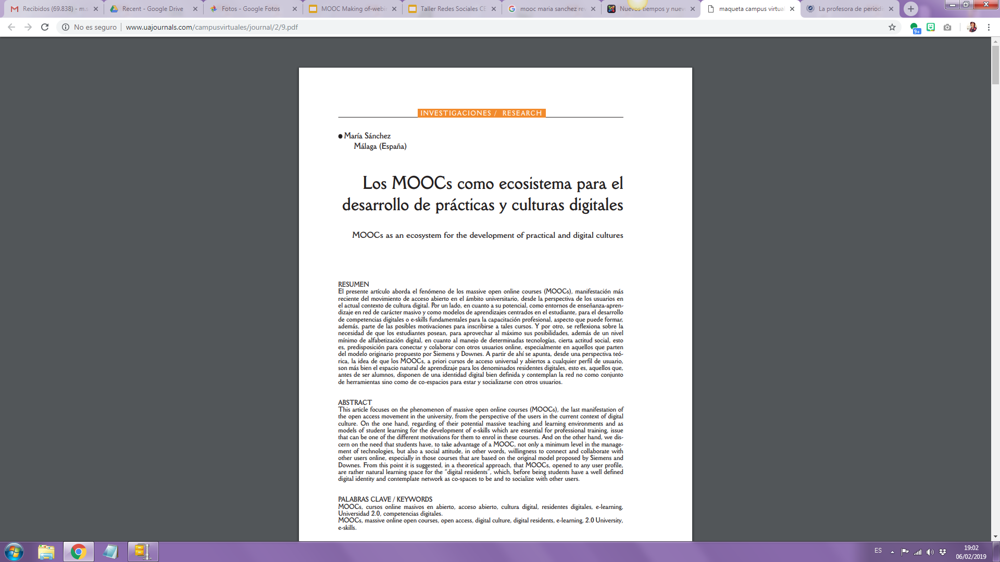 Recibidos (69.838) - m.s
Recent - Google Drive
Fotos - Google Fotos
MOOC Making of-webi
Taller Redes Sociales CE
mooc maria sanchez re
Nuevos tiempos y nuev
maqueta campus virtua
La profesora de periodi
No es seguro
www.uajournals.com/campusvirtuales/journal/2/9.pdf
9+
INVESTIGACIONES / RESEARCH
María Sánchez
Málaga (España)
Los MOOCs como ecosistema para el
desarrollo de prácticas y culturas digitales
MOOCs as an ecosystem for the development of practical and digital cultures
RESUMEN
El presente artículo aborda el fenómeno de los massive open online courses (MOOCs), manifestación más
reciente del movimiento de acceso abierto en el ámbito universitario, desde la perspectiva de los usuarios en
el actual contexto de cultura digital. Por un lado, en cuanto a su potencial, como entornos de enseñanza-apren-
dizaje en red de carácter masivo y como modelos de aprendizajes centrados en el estudiante, para el desarrollo
de competencias digitales o e-skills fundamentales para la capacitación profesional, aspecto que puede formar,
además, parte de las posibles motivaciones para inscribirse a tales cursos. Y por otro, se reflexiona sobre la
necesidad de que los estudiantes posean, para aprovechar al máximo sus posibilidades, además de un nivel
mínimo de alfabetización digital, en cuanto al manejo de determinadas tecnologías, cierta actitud social, esto
es, predisposición para conectar y colaborar con otros usuarios online, especialmente en aquellos que parten
del modelo originario propuesto por Siemens y Downes. A partir de ahí se apunta, desde una perspectiva teó-
rica, la idea de que los MOOCs, a priori cursos de acceso universal y abiertos a cualquier perfil de usuario,
son más bien el espacio natural de aprendizaje para los denominados residentes digitales, esto es, aquellos que,
antes de ser alumnos, disponen de una identidad digital bien definida y contemplan la red no como conjunto
de herramientas sino como de co-espacios para estar y socializarse con otros usuarios.
ABSTRACT
This article focuses on the phenomenon of massive open online courses (MOOCs), the last manifestation of
the open access movement in the university, from the perspective of the users in the current context of digital
culture. On the one hand, regarding of their potential massive teaching and learning environments and as
models of student learning for the development of e-skills which are essential for professional training, issue
that can be one of the different motivations for them to enrol in these courses. And on the other hand, we dis-
cern on the need that students have, to take advantage of a MOOC, not only a minimum level in the manage-
ment of technologies, but also a social attitude, in other words, willingness to connect and collaborate with
other users online, especially in those courses that are based on the original model proposed by Siemens and
Downes. From this point it is suggested, in a theoretical approach, that MOOCs, opened to any user profile,
are rather natural learning space for the "digital residents", which, before being students have a well defined
digital identity and contemplate network as co-spaces to be and to socialize with other users.
PALABRAS CLAVE / KEYWORDS
MOOCs, cursos online masivos en abierto, acceso abierto, cultura digital, residentes digitales, e-learning,
Universidad 2.0, competencias digitales.
MOOCs, massive online open courses, open access, digital culture, digital residents, e-learning, 2.0 University,
e-skills.
ES
19:02
06/02/2019